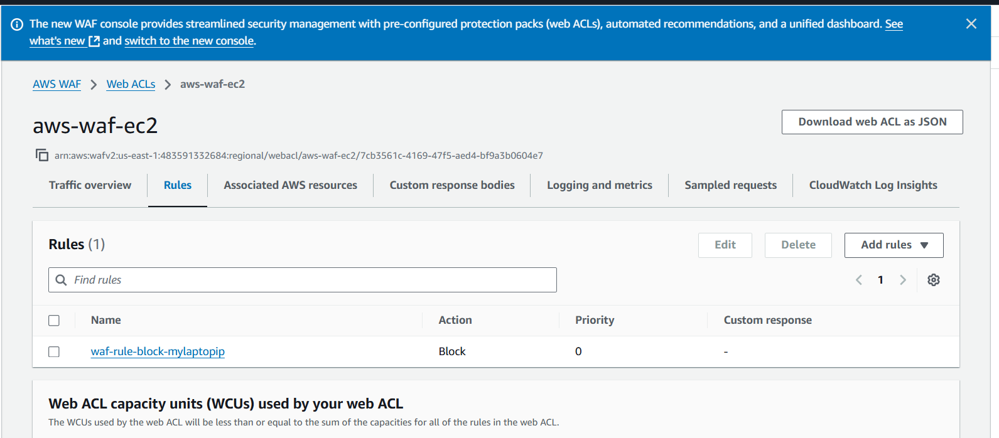 The new WAF console provides streamlined security management with pre-configured protection packs (web ACLs), automated recommendations, and a unified dashboard. See
what's new and switch to the new console.
AWS WAF > Web ACLs > aws-waf-ec2
aws-waf-ec2
Download web ACL as JSON
arn:aws:wafv2:us-east-1:483591332684:regional/webacl/aws-waf-ec2/7cb3561c-4169-47f5-aed4-bf9a3b0604e7
Traffic overview Rules Associated AWS resources Custom response bodies Logging and metrics Sampled requests CloudWatch Log Insights
Rules (1)
Edit Delete Add rules
Find rules
1
Name Action Priority Custom response
waf-rule-block-mylaptopip Block 0 -
Web ACL capacity units (WCUs) used by your web ACL
The WCUs used by the web ACL will be less than or equal to the sum of the capacities for all of the rules in the web ACL.